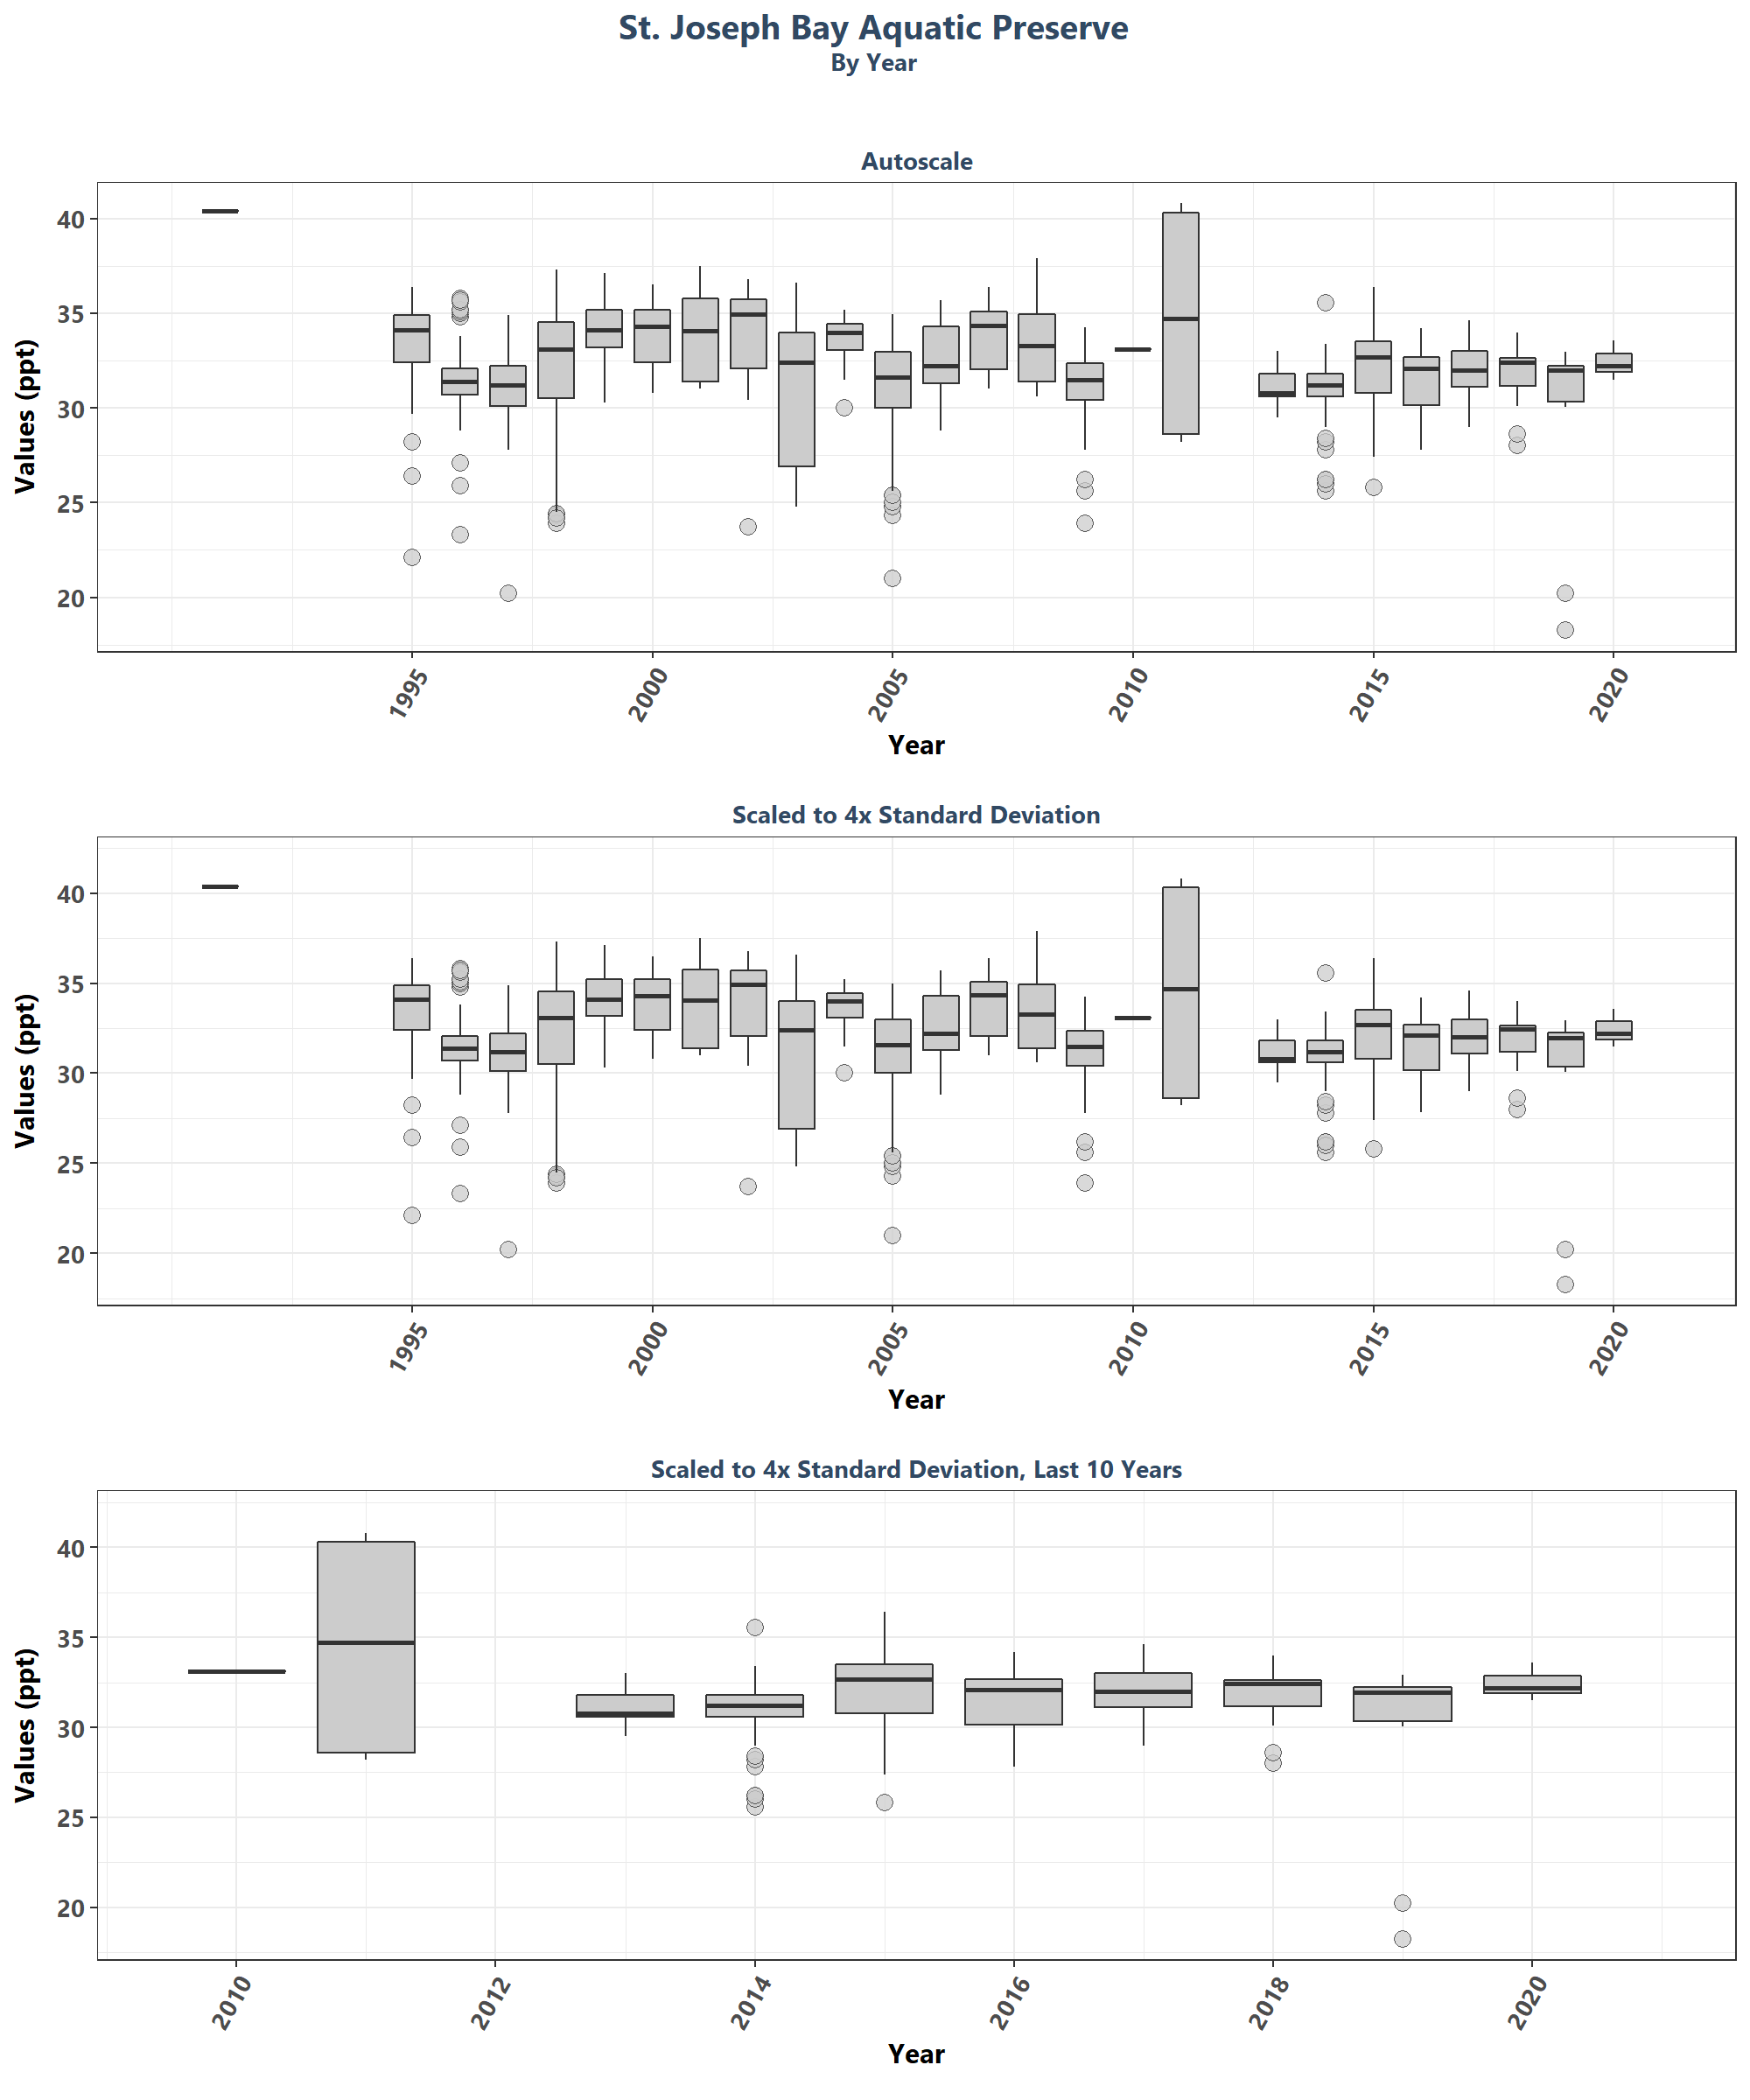 St. Joseph Bay Aquatic Preserve
By Year
Autoscale
Values (ppt)
40
35
30
25
20
1995 2000 2005 2010 2015 2020
Year
Scaled to 4x Standard Deviation
Values (ppt)
40
35
30
25
20
1995 2000 2005 2010 2015 2020
Year
Scaled to 4x Standard Deviation, Last 10 Years
Values (ppt)
40
35
30
25
20
2010 2012 2014 2016 2018 2020
Year